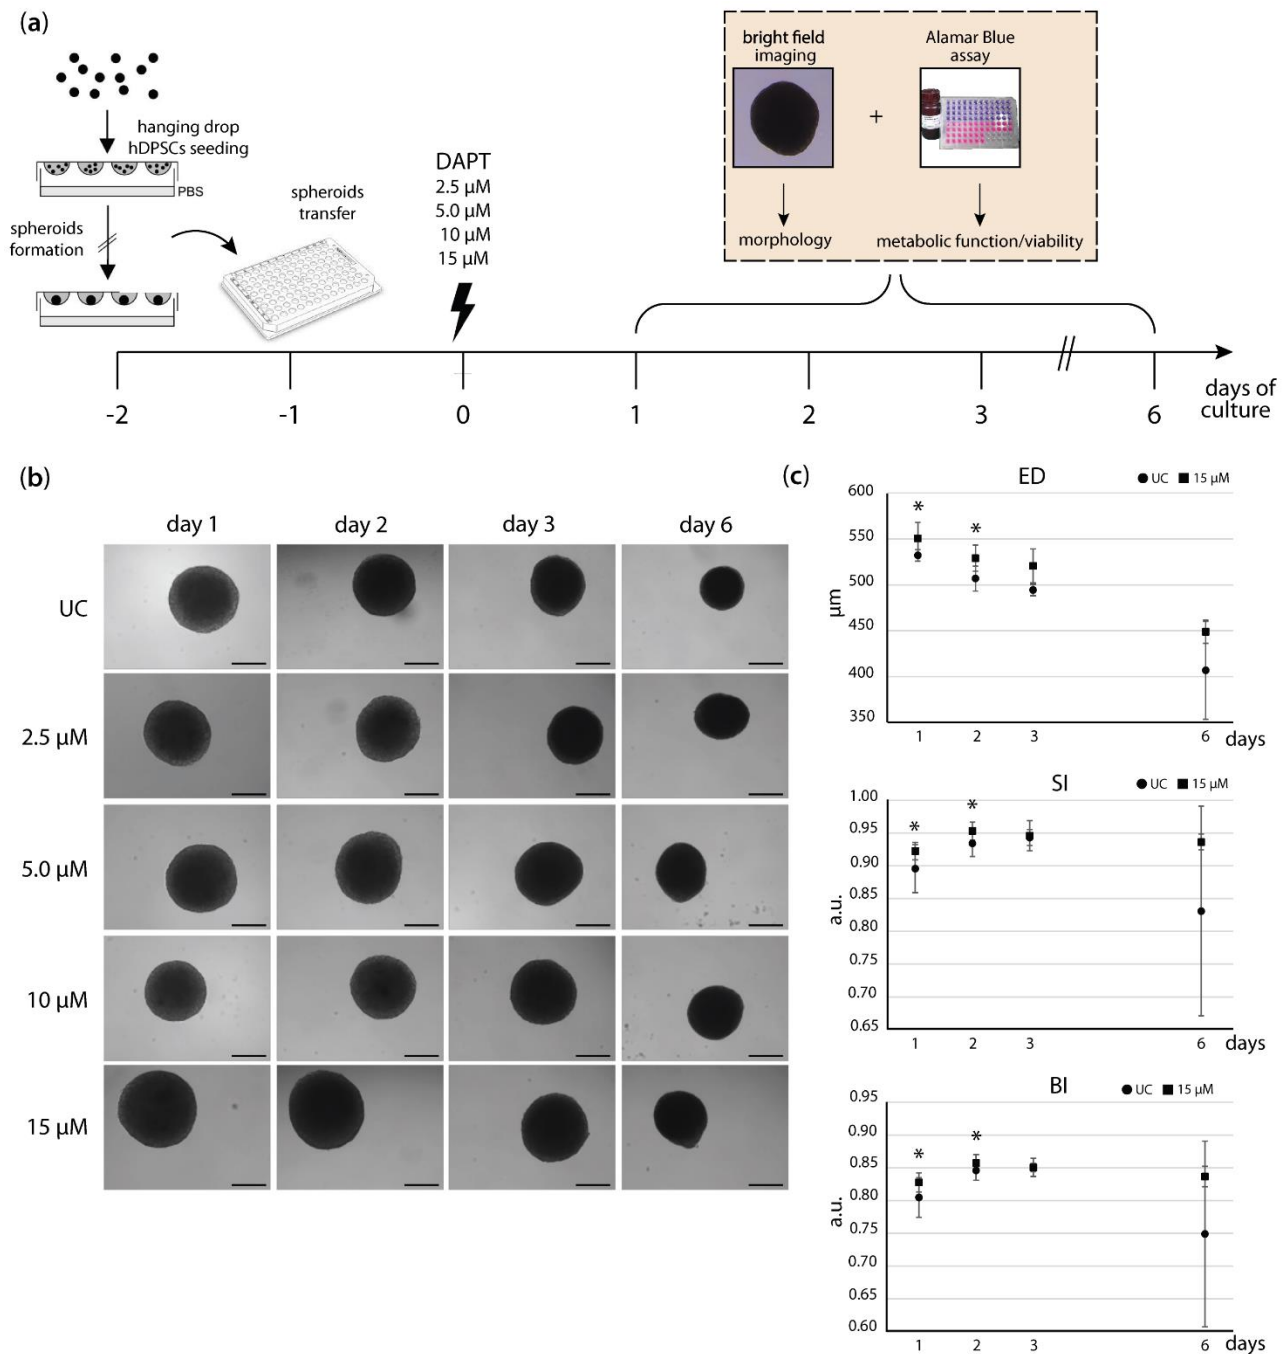 (a)
hanging drop
hDPSCs seeding
PBS
spheroids
formation
spheroids
transfer
DAPT
2.5 µM
5.0 µM
10 µM
15 µM
bright field
imaging
+
Alamar Blue
assay
morphology
metabolic function/viability
-2
-1
0
1
2
3
6
days of
culture
(b)
day 1
day 2
day 3
day 6
UC
2.5 µM
5.0 µM
10 µM
15 µM
(c)
ED
UC
15 µM
600
550
500
450
400
350
µm
*
*
1
2
3
6
days
SI
UC
15 µM
1.00
0.95
0.90
0.85
0.80
0.75
0.70
0.65
a.u.
*
*
1
2
3
6
days
BI
UC
15 µM
0.95
0.90
0.85
0.80
0.75
0.70
0.65
0.60
a.u.
*
*
1
2
3
6
days